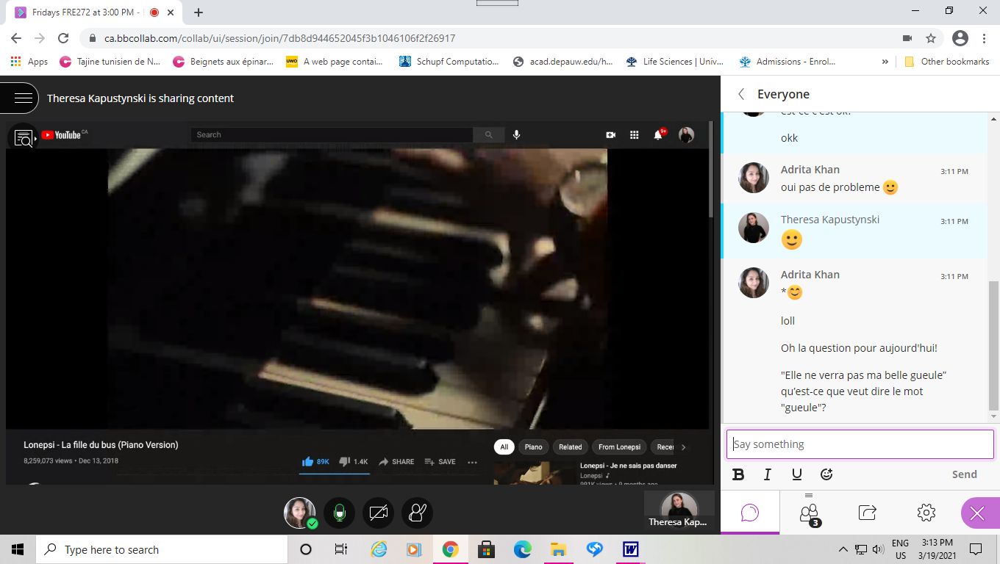 Fridays FRE272 at 3:00 PM -
ca.bbcollab.com/collab/ui/session/join/7db8d944652045f3b1046106f2f26917
Apps
Tajine tunisien de N...
Beignets aux épinar...
UWO
A web page contai...
Schupf Computatio...
acad.depauw.edu/h...
Life Sciences | Univ...
Admissions - Enrol...
»
Other bookmarks
Theresa Kapustynski is sharing content
YouTube CA
Search
9+
Lonepsi - La fille du bus (Piano Version)
8,259,073 views • Dec 13, 2018
89K
1.4K
SHARE
SAVE
All
Piano
Related
From Lonepsi
Recer
Lonepsi - Je ne sais pas danser
Lonepsi
991K views • 9 months ago
Theresa Kap...
Everyone
est-ce c'est ok?
okk
Adrita Khan
3:11 PM
oui pas de probleme 🙂
Theresa Kapustynski
3:11 PM
🙂
Adrita Khan
3:11 PM
*😊
loll
Oh la question pour aujourd'hui!
"Elle ne verra pas ma belle gueule”
qu’est-ce que veut dire le mot
"gueule"?
Say something
B I U
Send
3
Type here to search
W
ENG
US
3:13 PM
3/19/2021